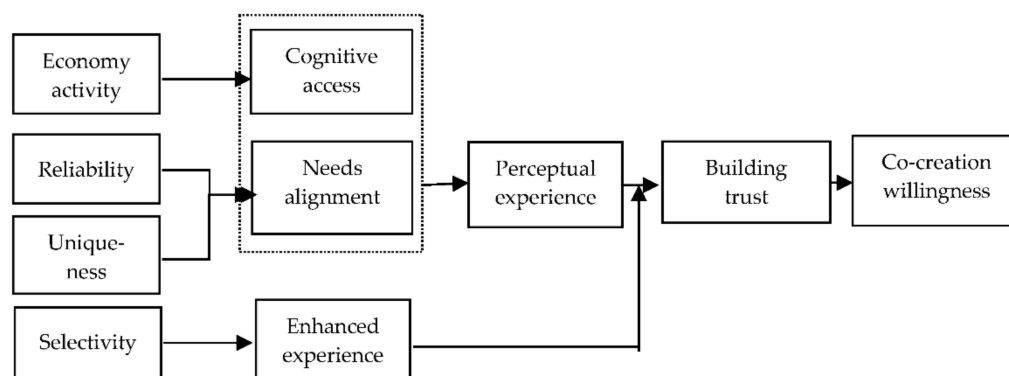 Economy
activity
Cognitive
access
Reliability
Needs
alignment
Perceptual
experience
Building
trust
Co-creation
willingness
Unique-
ness
Selectivity
Enhanced
experience